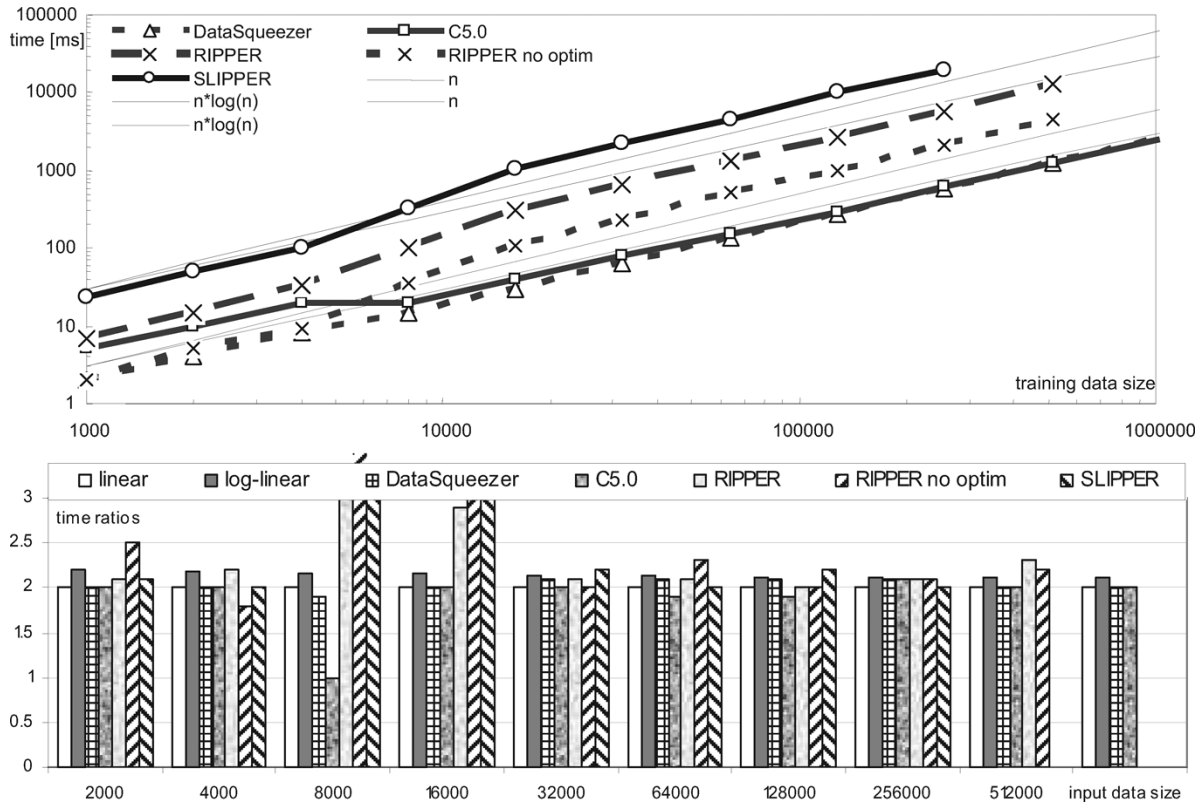 100000
time [ms]
DataSqueezer
C5.0
RIPPER
RIPPER no optim
10000
SLIPPER
n
n*log(n)
n
n*log(n)
1000
100
10
training data size
1
1000
10000
100000
1000000
linear
log-linear
DataSqueezer
C5.0
RIPPER
RIPPER no optim
SLIPPER
3
time ratios
2.5
2
1.5
1
0.5
0
2000
4000
8000
16000
32000
64000
128000
256000
512000
input data size